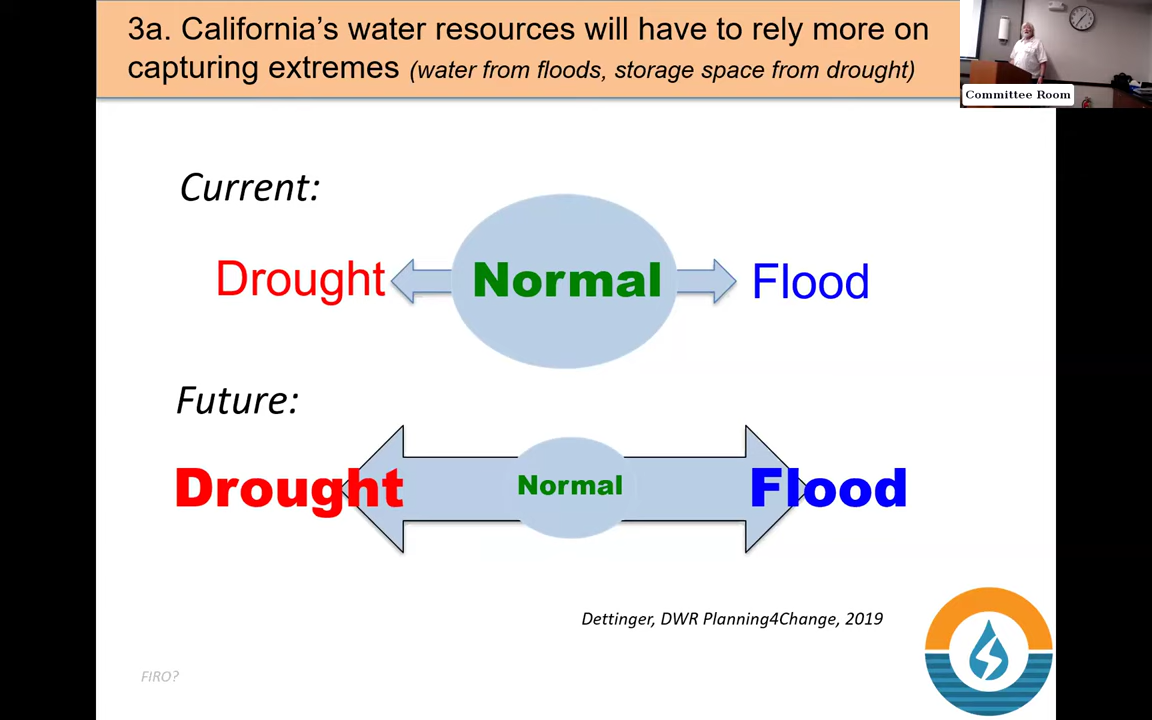 3a. California’s water resources will have to rely more on
capturing extremes (water from floods, storage space from drought)
Committee Room
Current:
Drought Normal Flood
Future:
Drought Normal Flood
Dettinger, DWR Planning4Change, 2019
FIRO?